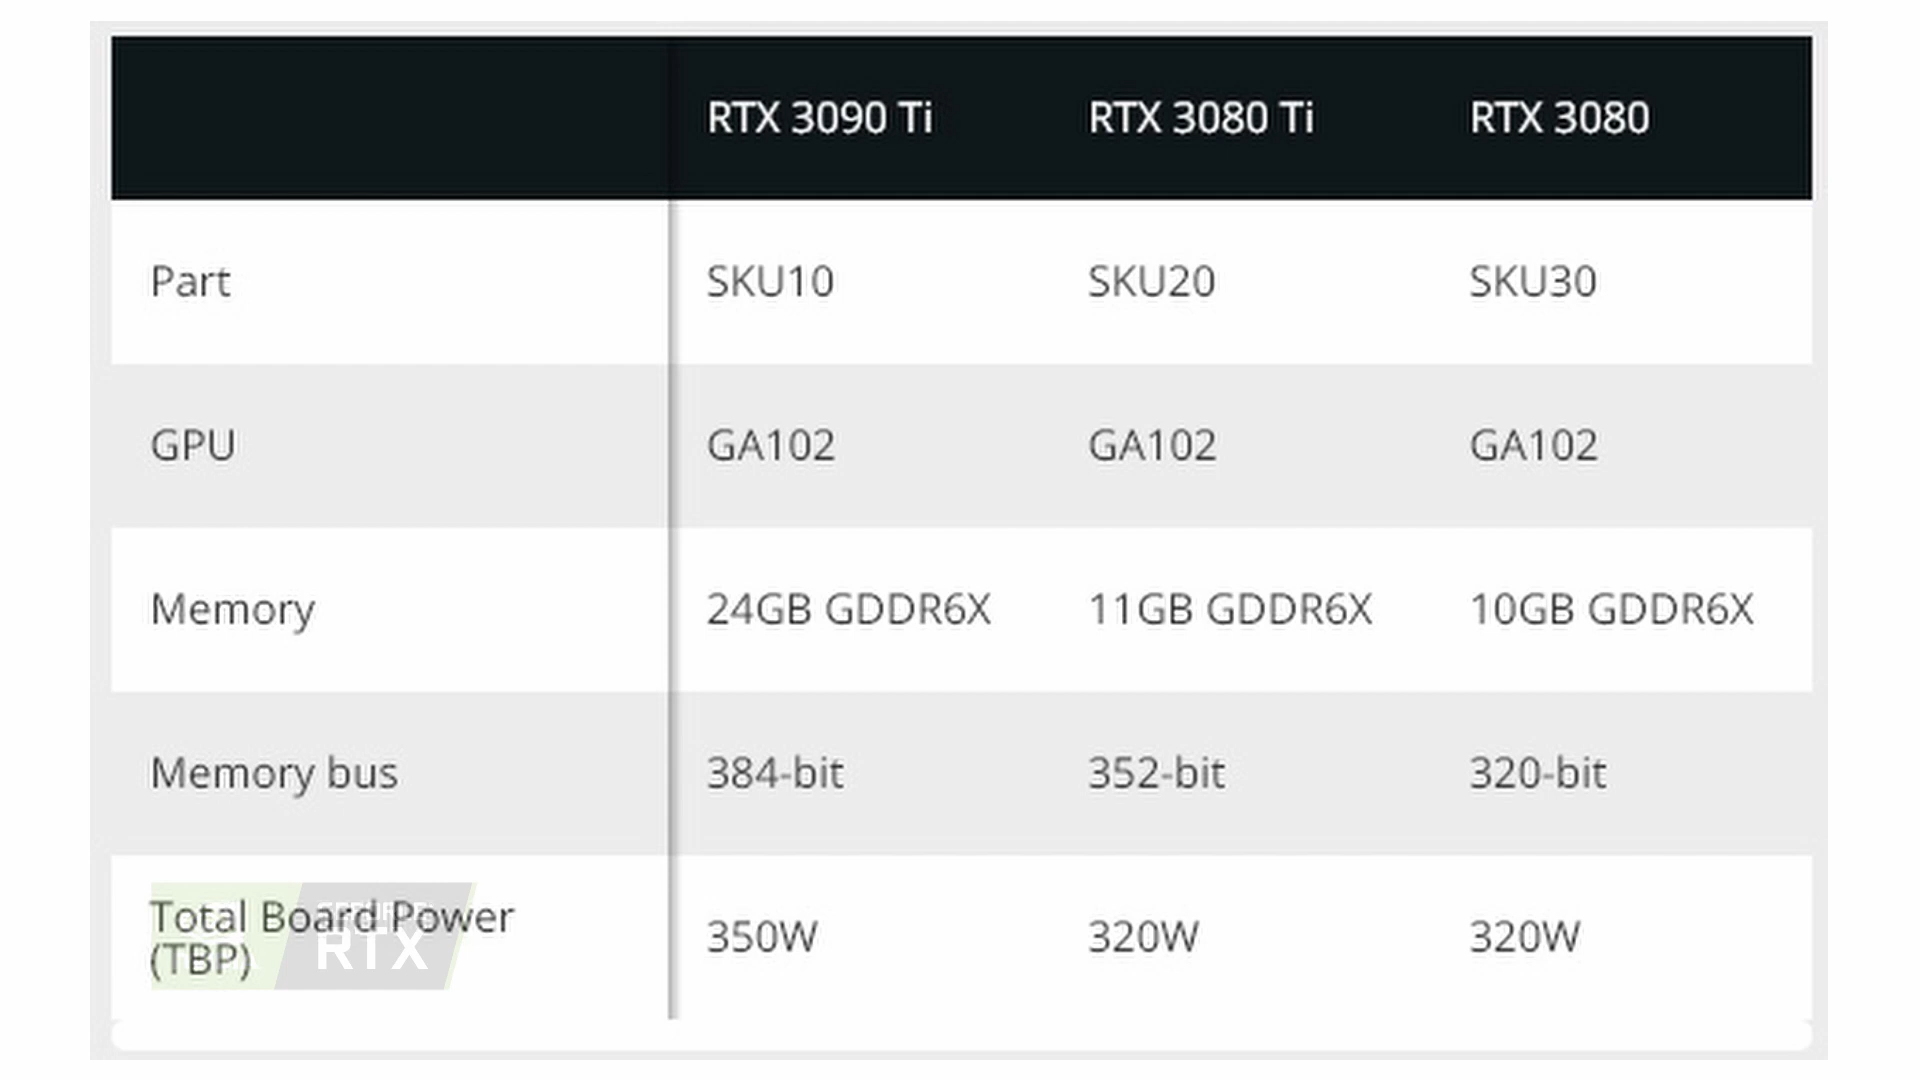 RTX 3090 Ti RTX 3080 Ti RTX 3080
Part SKU10 SKU20 SKU30
GPU GA102 GA102 GA102
Memory 24GB GDDR6X 11GB GDDR6X 10GB GDDR6X
Memory bus 384-bit 352-bit 320-bit
Total Board Power
(TBP) 350W 320W 320W
RTX